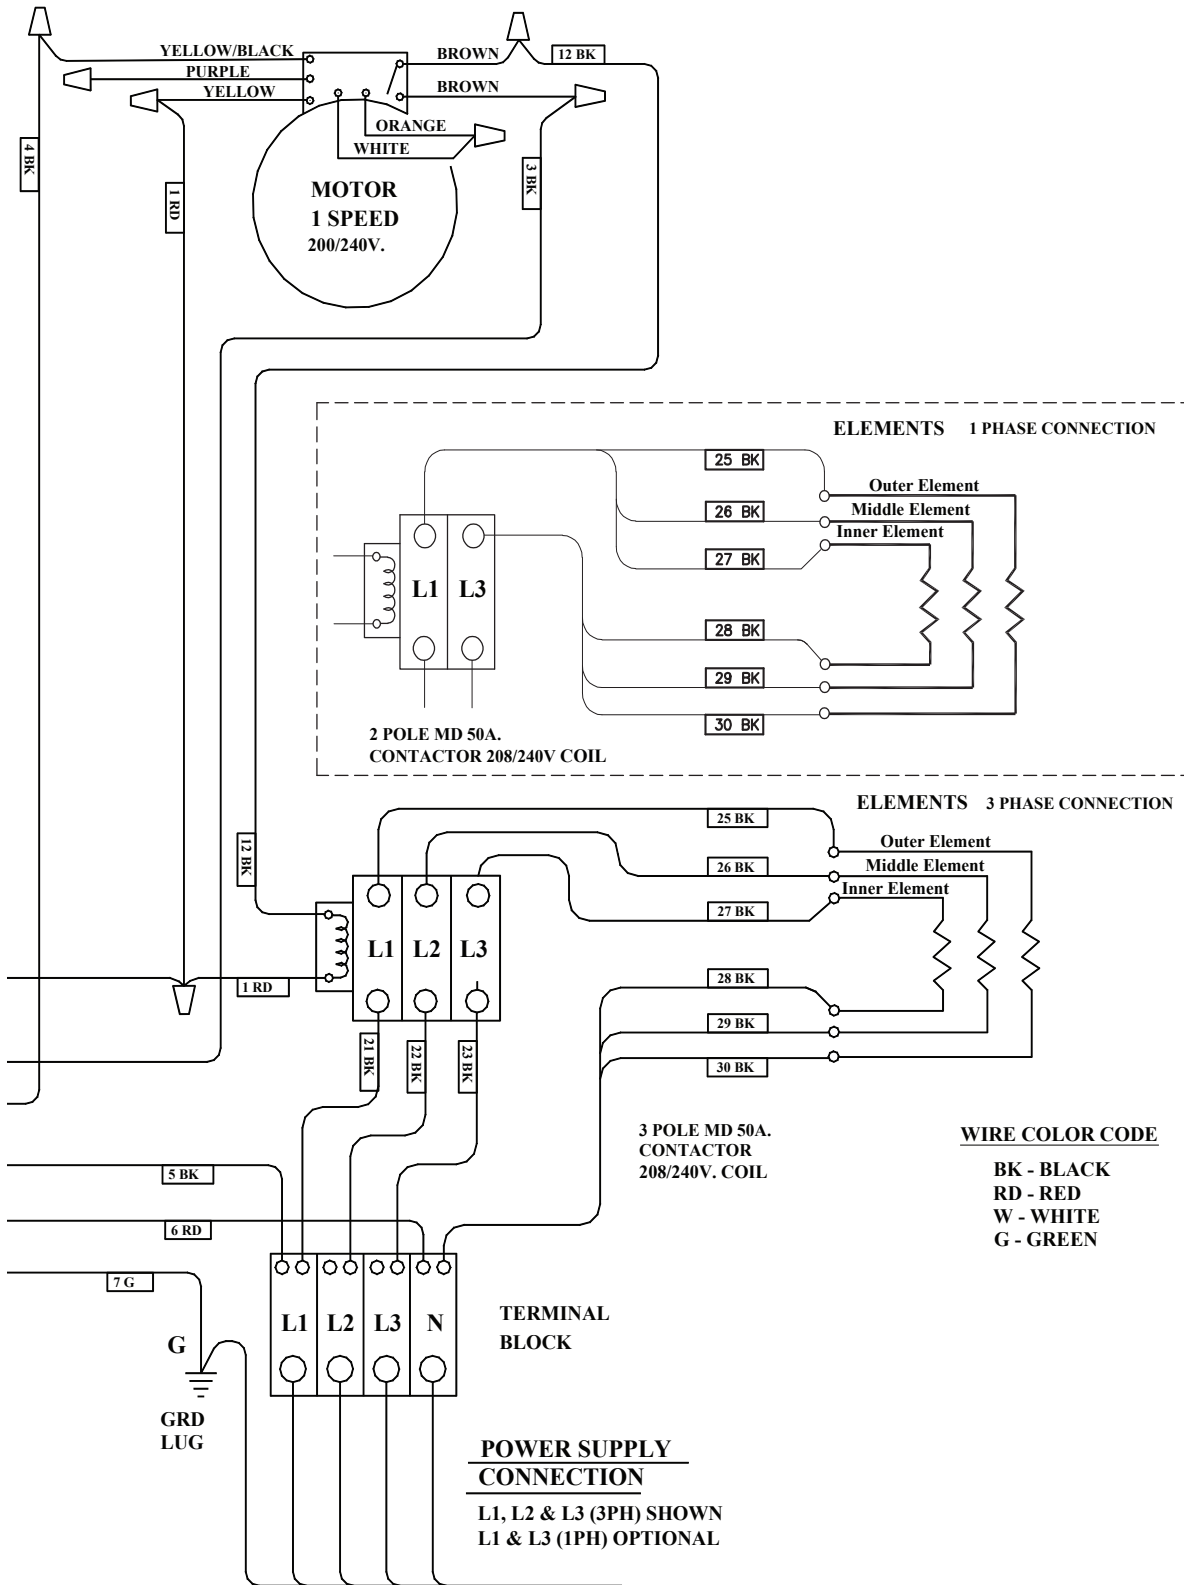 YELLOW/BLACK
BROWN
12 BK
PURPLE
YELLOW
BROWN
ORANGE
WHITE
4 BK
1 RD
3 BK
MOTOR
1 SPEED
200/240V.
ELEMENTS 1 PHASE CONNECTION
25 BK
Outer Element
26 BK
Middle Element
Inner Element
27 BK
L1 L3
28 BK
29 BK
30 BK
2 POLE MD 50A.
CONTACTOR 208/240V COIL
ELEMENTS 3 PHASE CONNECTION
25 BK
Outer Element
12 BK
26 BK
Middle Element
Inner Element
27 BK
L1 L2 L3
28 BK
1 RD
29 BK
21 BK
22 BK
23 BK
30 BK
3 POLE MD 50A.
CONTACTOR
208/240V. COIL
WIRE COLOR CODE
BK - BLACK
RD - RED
W - WHITE
G - GREEN
5 BK
6 RD
7 G
L1 L2 L3 N
TERMINAL
BLOCK
G
GRD
LUG
POWER SUPPLY
CONNECTION
L1, L2 & L3 (3PH) SHOWN
L1 & L3 (1PH) OPTIONAL